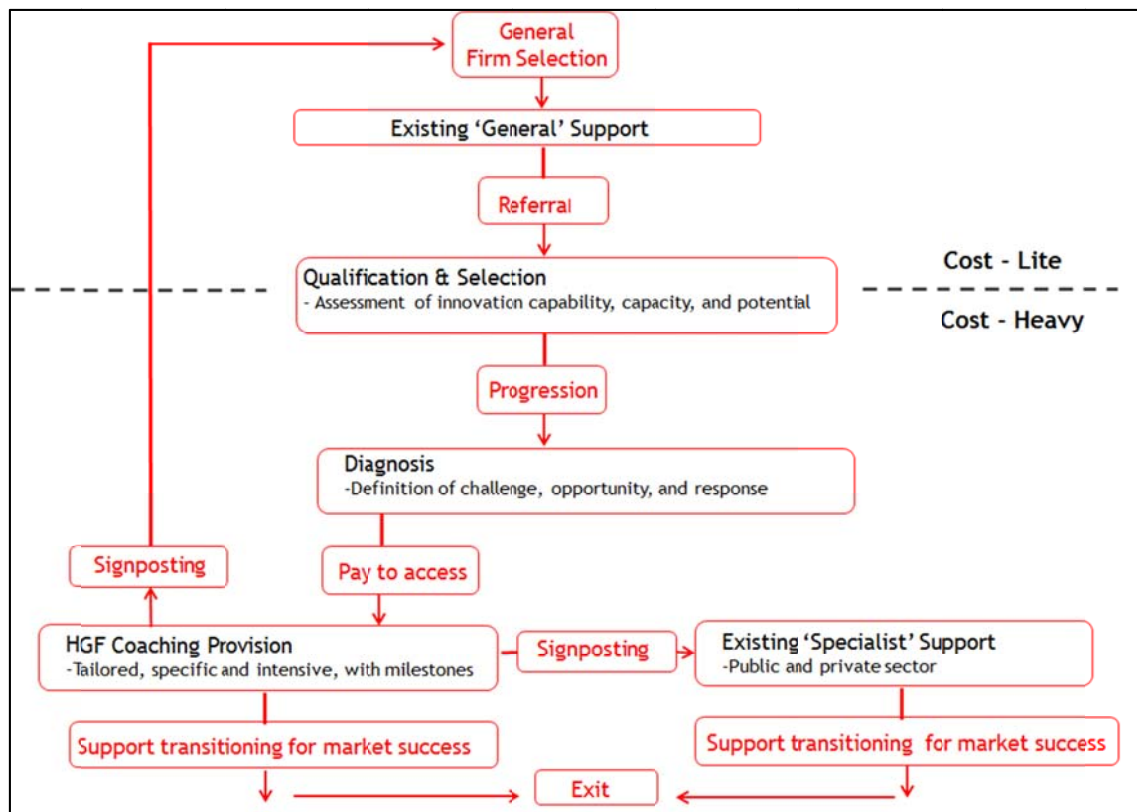 General
Firm Selection
Existing ‘General’ Support
Referral
Qualification & Selection
- Assessment of innovation capability, capacity, and potential
Cost - Lite
Cost - Heavy
Progression
Diagnosis
-Definition of challenge, opportunity, and response
Signposting
Pay to access
HGF Coaching Provision
-Tailored, specific and intensive, with milestones
Signposting
Existing ‘Specialist’ Support
-Public and private sector
Support transitioning for market success
Support transitioning for market success
Exit